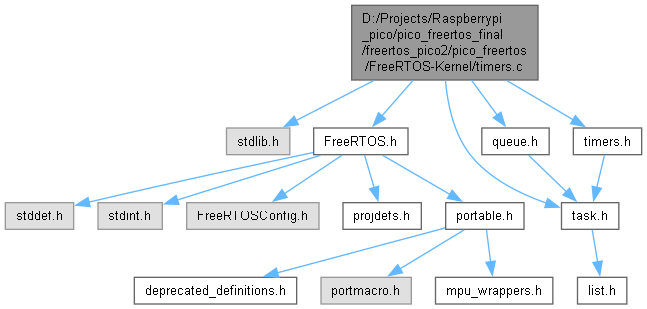 D:/Projects/Raspberrypi
_pico/pico_freertos_final
/freertos_pico2/pico_freertos
/FreeRTOS-Kernel/timers.c
stdlib.h
FreeRTOS.h
queue.h
timers.h
stddef.h
stdint.h
FreeRTOSConfig.h
projdefs.h
portable.h
task.h
deprecated_definitions.h
portmacro.h
mpu_wrappers.h
list.h